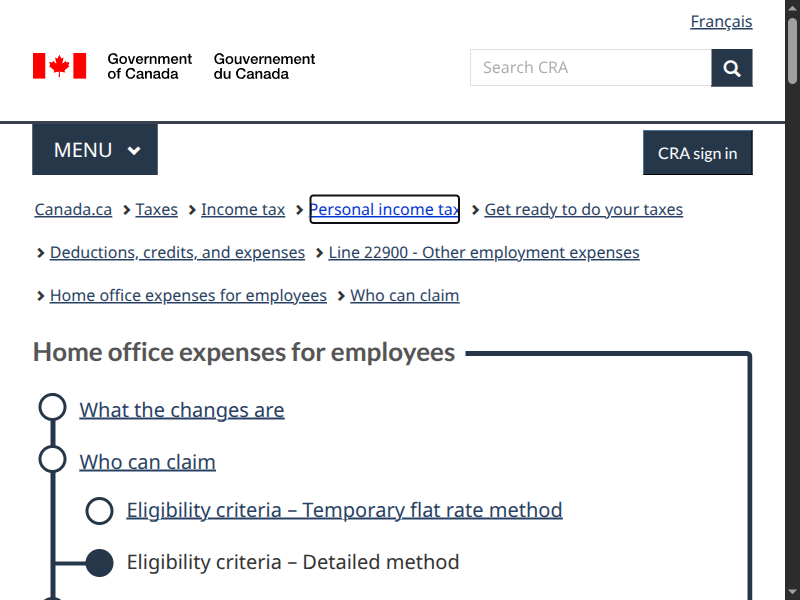 Français
Government of Canada
Gouvernement du Canada
Search CRA
MENU
CRA sign in
Canada.ca Taxes Income tax Personal income tax Get ready to do your taxes
Deductions, credits, and expenses Line 22900 - Other employment expenses
Home office expenses for employees Who can claim
Home office expenses for employees
What the changes are
Who can claim
Eligibility criteria – Temporary flat rate method
Eligibility criteria – Detailed method